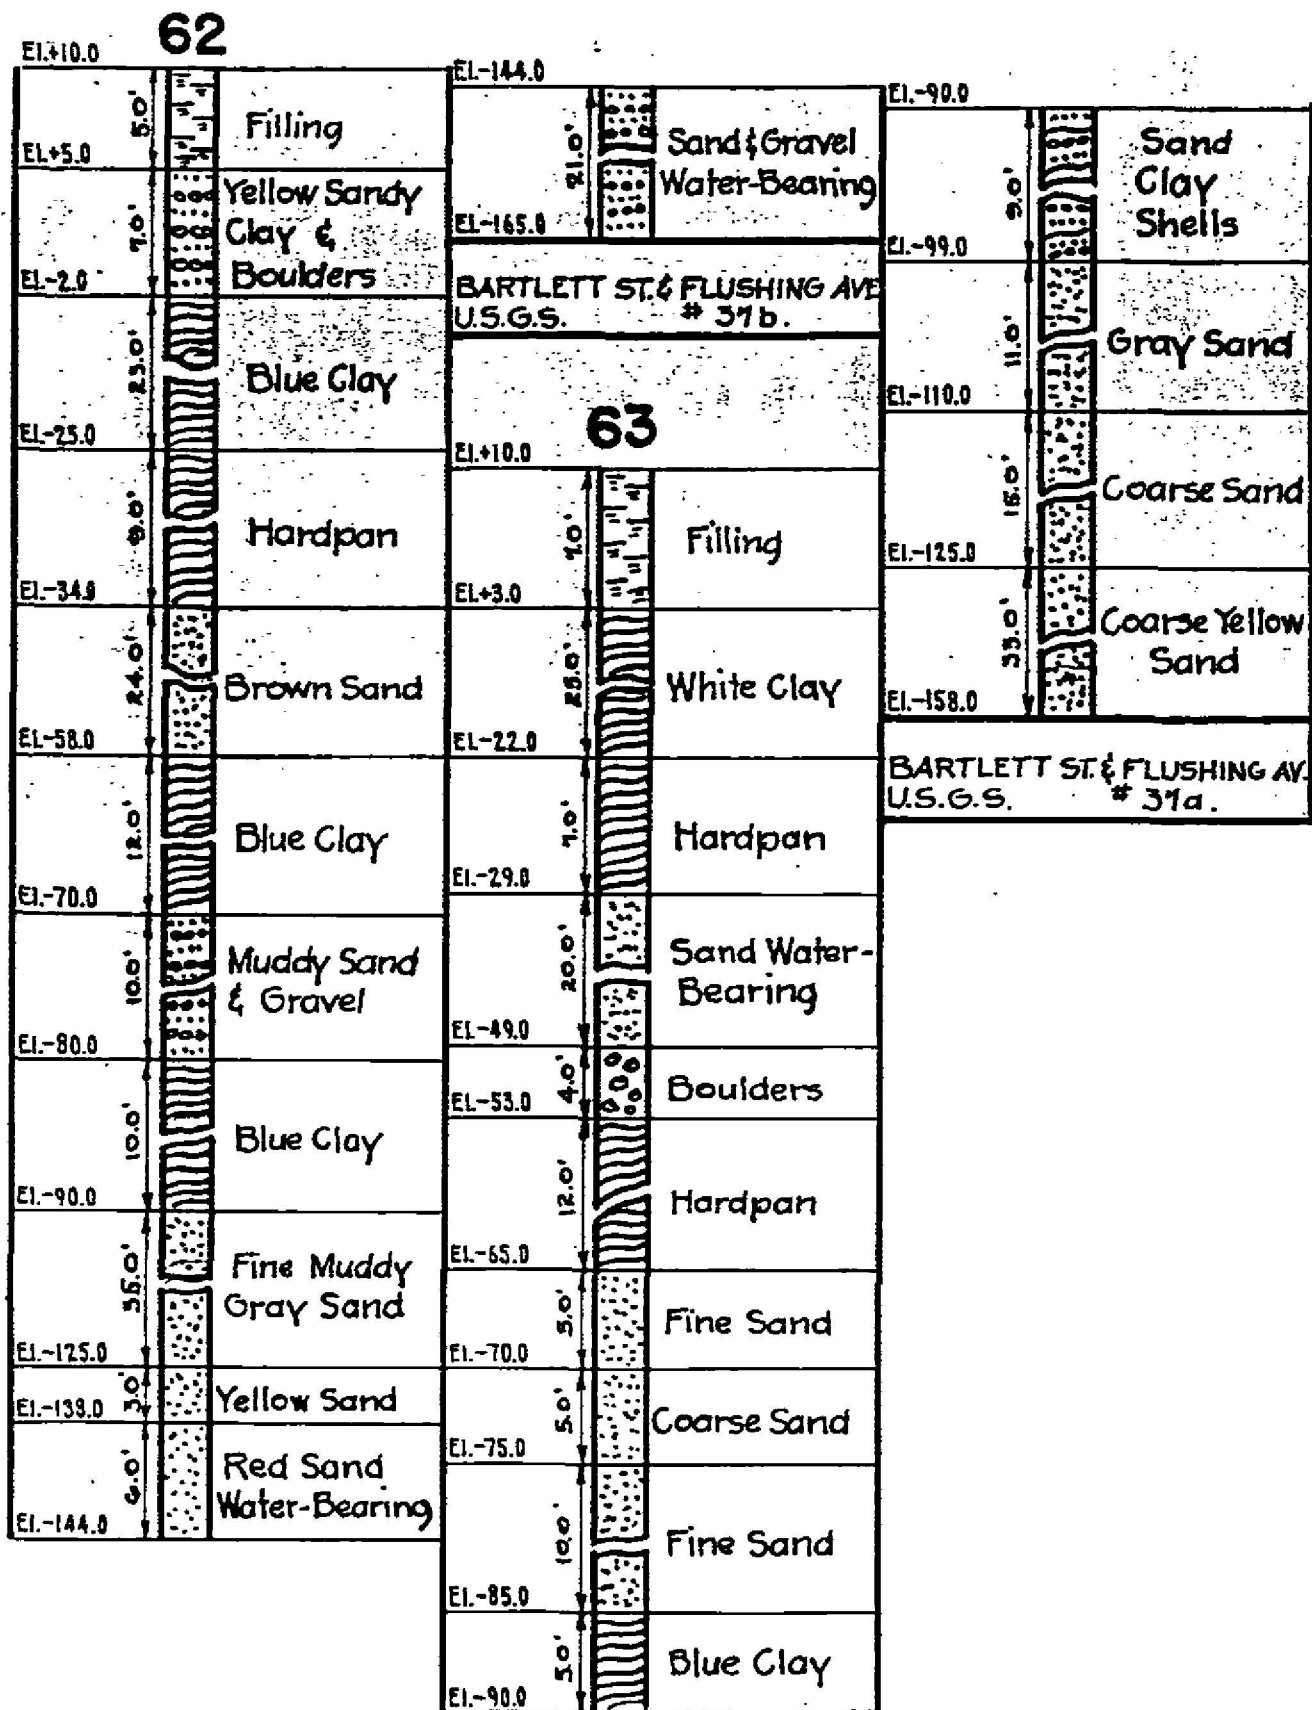 62
El.+10.0
5.0'
Filling
El.+5.0
7.0'
Yellow Sandy
Clay &
Boulders
El.-2.0
23.0'
Blue Clay
El.-25.0
9.0'
Hardpan
El.-34.0
24.0'
Brown Sand
El.-58.0
12.0'
Blue Clay
El.-70.0
10.0'
Muddy Sand
& Gravel
El.-80.0
10.0'
Blue Clay
El.-90.0
35.0'
Fine Muddy
Gray Sand
El.-125.0
Yellow Sand
El.-138.0
6.0'
Red Sand
Water-Bearing
El.-144.0
El.-144.0
21.0'
Sand & Gravel
Water-Bearing
El.-165.0
BARTLETT ST. & FLUSHING AVE
U.S.G.S. # 37b.
63
El.+10.0
7.0'
Filling
El.+3.0
25.0'
White Clay
El.-22.0
7.0'
Hardpan
El.-29.0
20.0'
Sand Water-
Bearing
El.-49.0
4.0'
Boulders
El.-53.0
12.0'
Hardpan
El.-65.0
5.0'
Fine Sand
El.-70.0
5.0'
Coarse Sand
El.-75.0
10.0'
Fine Sand
El.-85.0
5.0'
Blue Clay
El.-90.0
El.-90.0
9.0'
Sand
Clay
Shells
El.-99.0
11.0'
Gray Sand
El.-110.0
15.0'
Coarse Sand
El.-125.0
33.0'
Coarse Yellow
Sand
El.-158.0
BARTLETT ST. & FLUSHING AV.
U.S.G.S. # 37a.